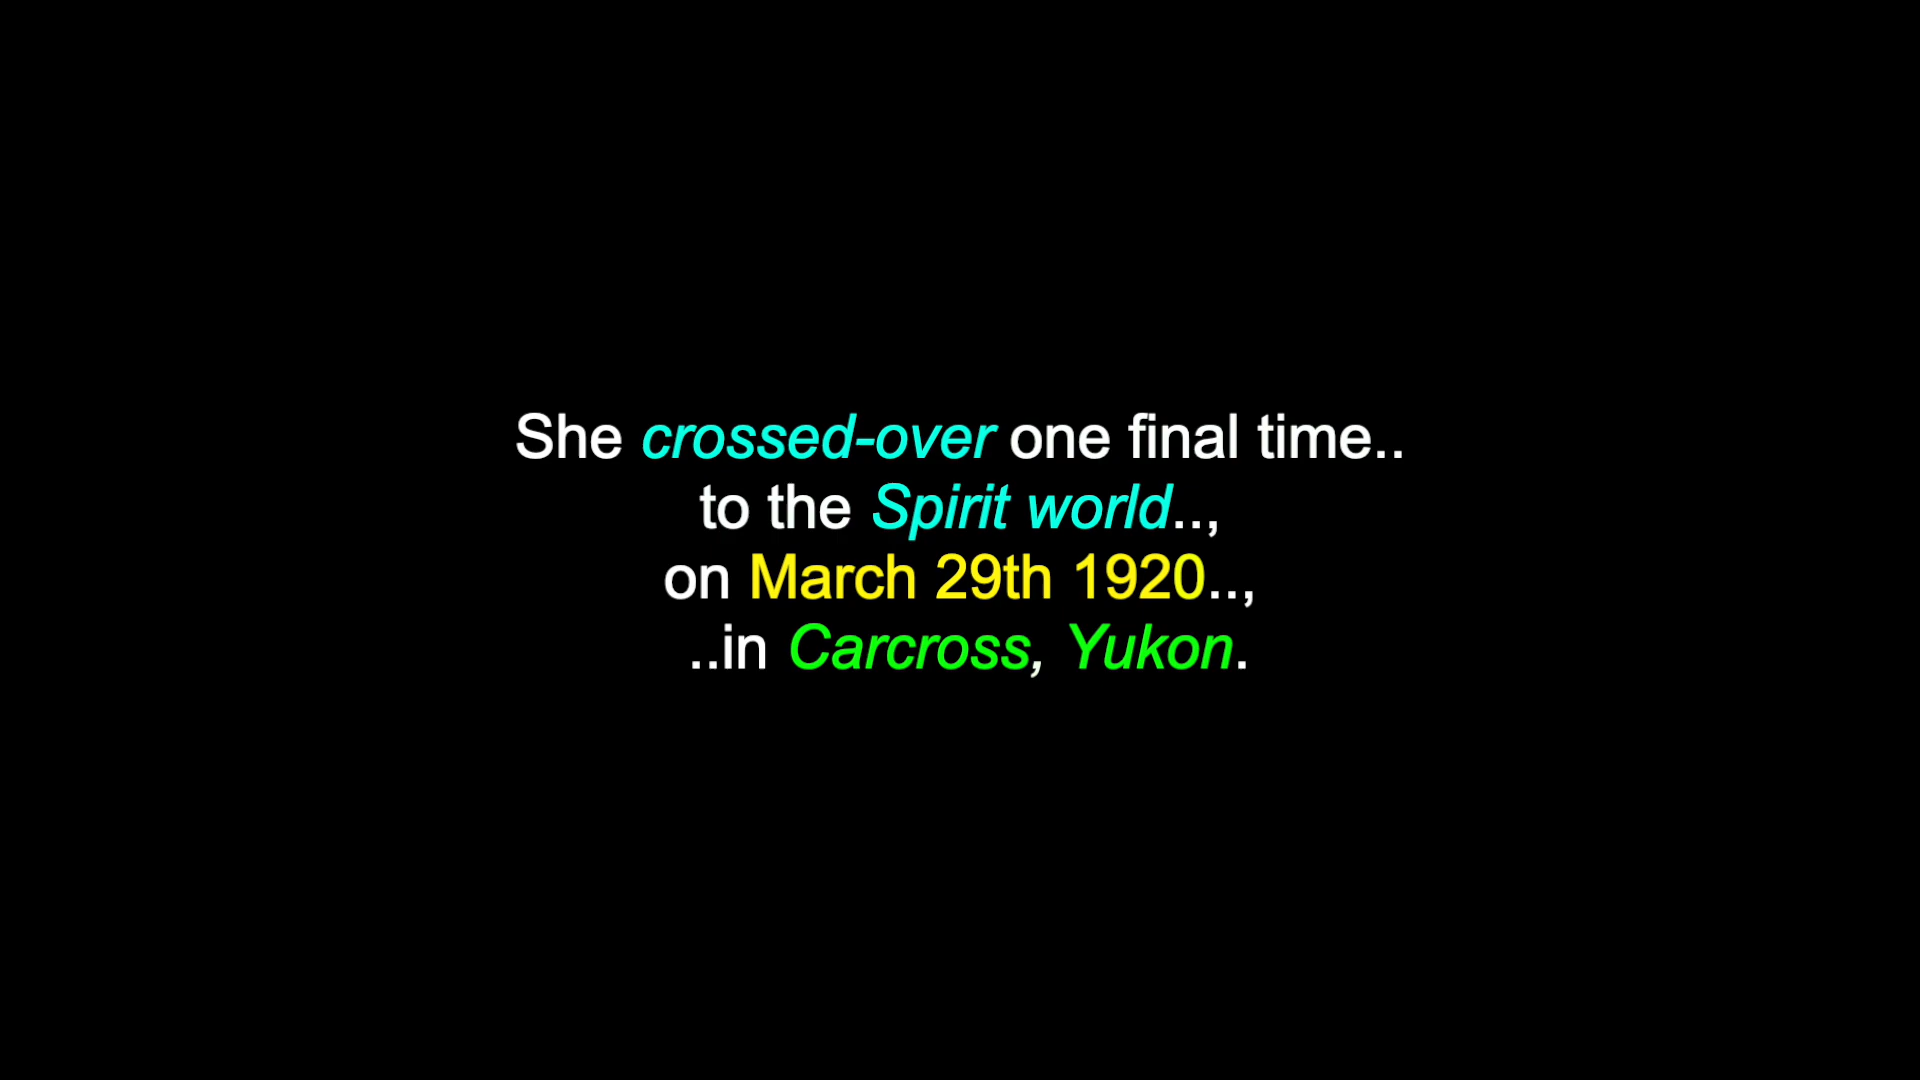 She crossed-over one final time..
to the Spirit world..,
on March 29th 1920..,
..in Carcross, Yukon.